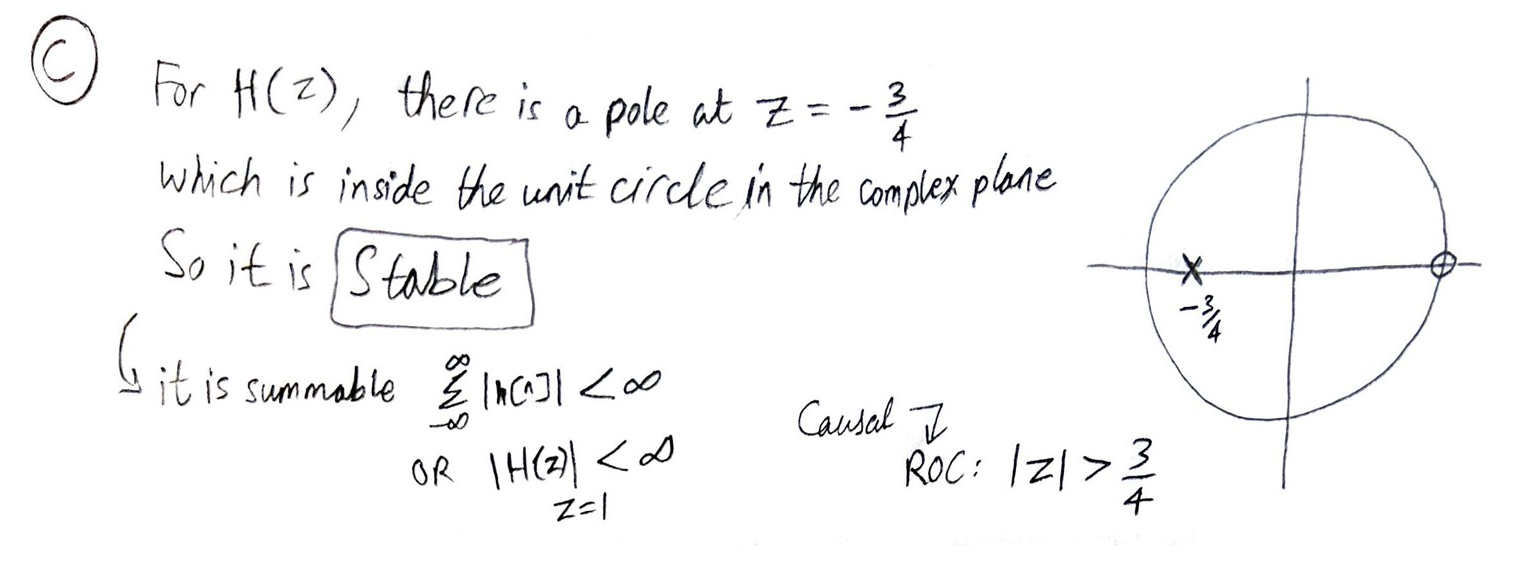 C
For H(z), there is a pole at z = - 3/4
which is inside the unit circle in the complex plane
So it is Stable
it is summable ∞ Σ -∞ |h[n]| < ∞
OR |H(z)| < ∞
z=1
Causal
ROC: |z| > 3/4
-3/4